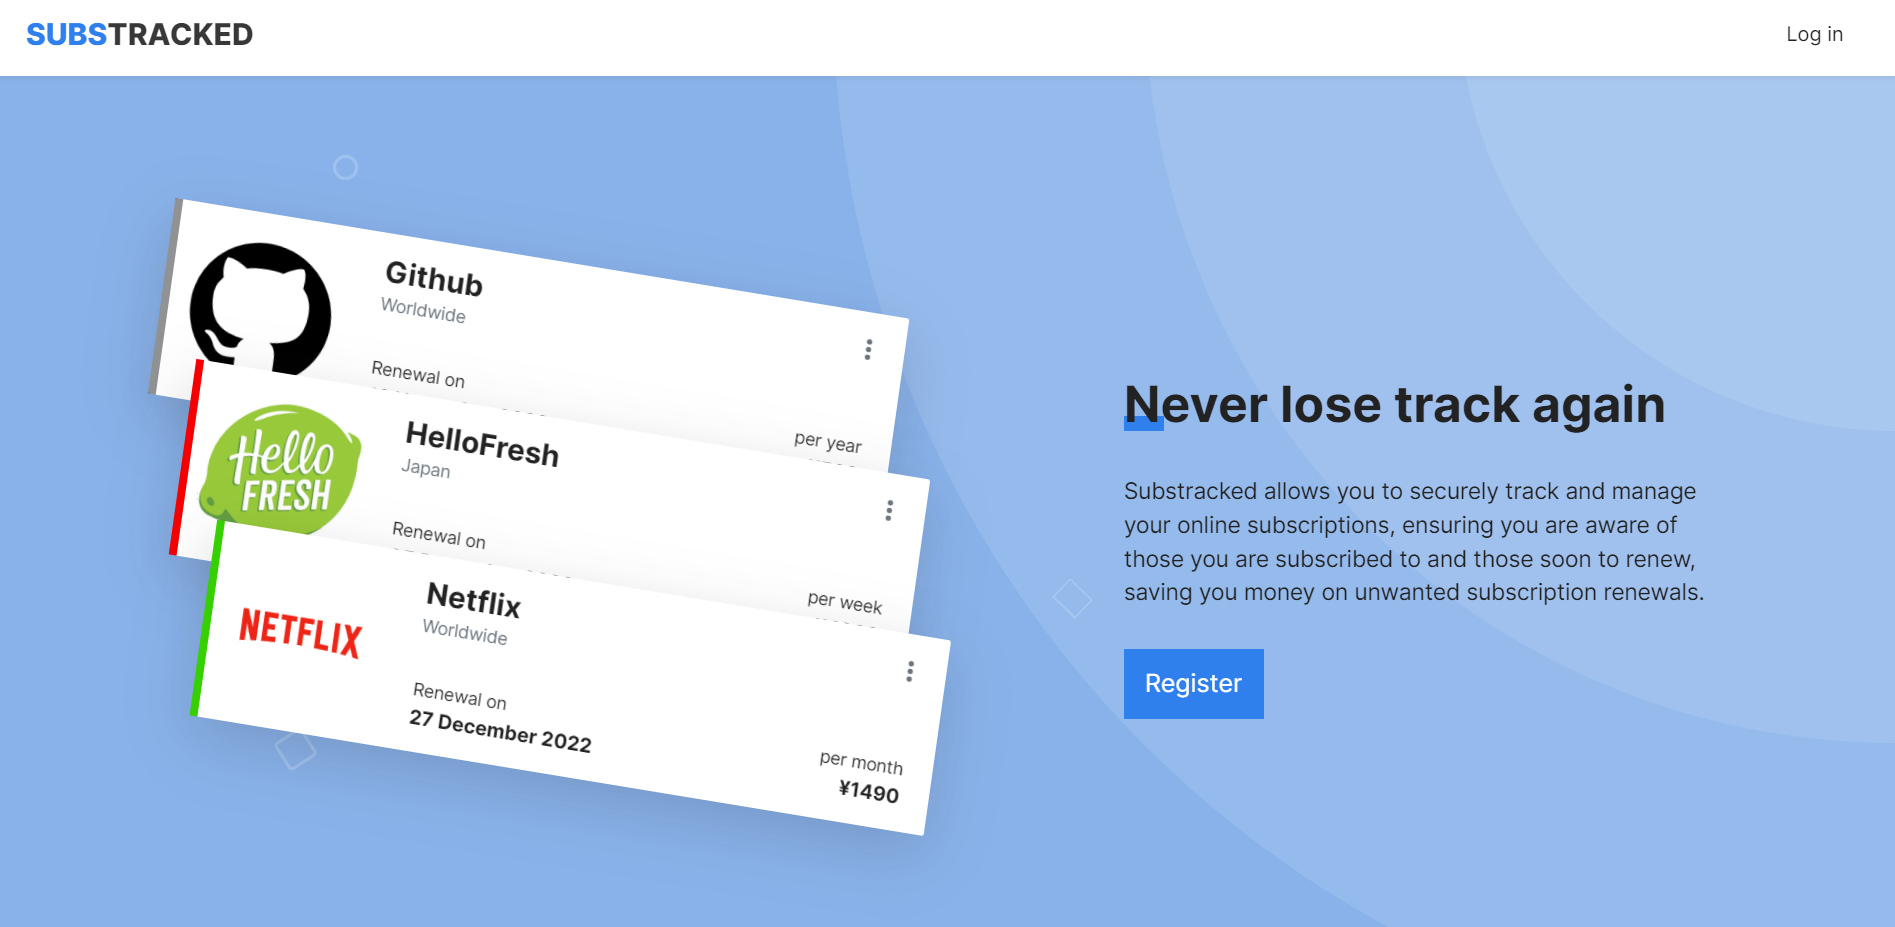 SUBSTRACKED
Log in
Github
Worldwide
Renewal on
per year
Hello
FRESH
HelloFresh
Japan
Renewal on
per week
NETFLIX
Netflix
Worldwide
Renewal on
27 December 2022
per month
¥1490
Never lose track again
Substracked allows you to securely track and manage
your online subscriptions, ensuring you are aware of
those you are subscribed to and those soon to renew,
saving you money on unwanted subscription renewals.
Register